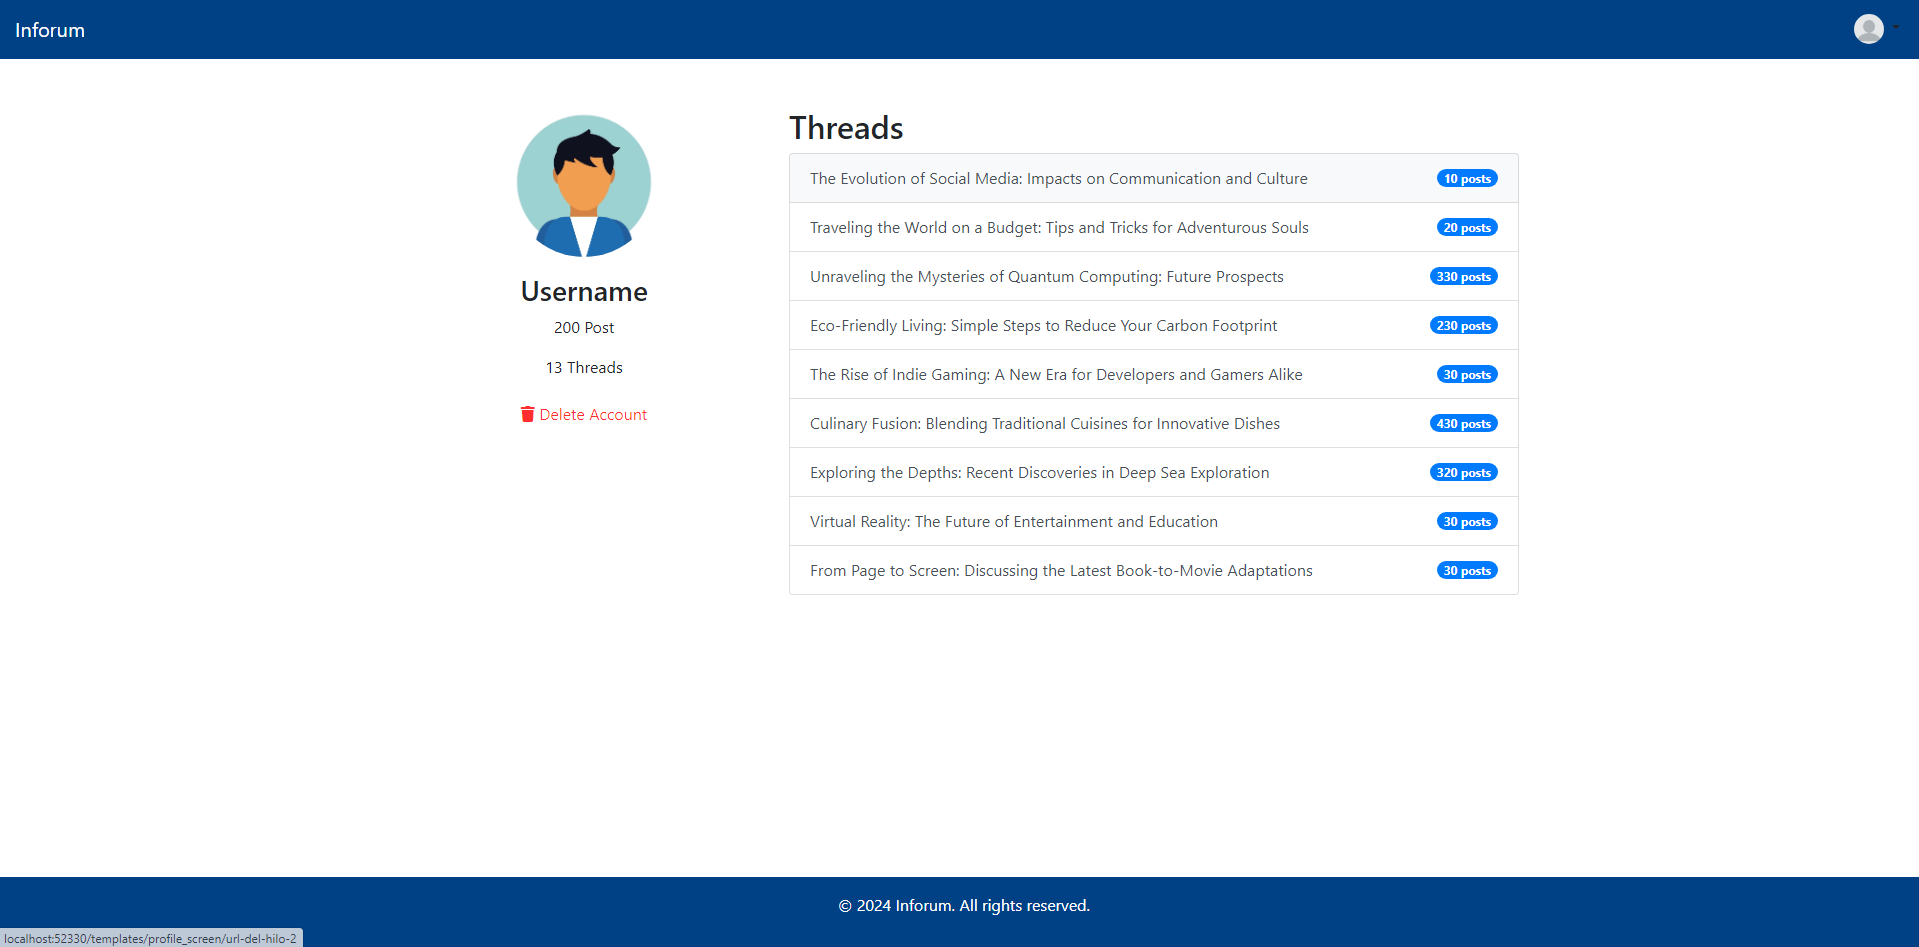 Inforum
Username
200 Post
13 Threads
Delete Account
Threads
The Evolution of Social Media: Impacts on Communication and Culture 10 posts
Traveling the World on a Budget: Tips and Tricks for Adventurous Souls 20 posts
Unraveling the Mysteries of Quantum Computing: Future Prospects 330 posts
Eco-Friendly Living: Simple Steps to Reduce Your Carbon Footprint 230 posts
The Rise of Indie Gaming: A New Era for Developers and Gamers Alike 30 posts
Culinary Fusion: Blending Traditional Cuisines for Innovative Dishes 430 posts
Exploring the Depths: Recent Discoveries in Deep Sea Exploration 320 posts
Virtual Reality: The Future of Entertainment and Education 30 posts
From Page to Screen: Discussing the Latest Book-to-Movie Adaptations 30 posts
© 2024 Inforum. All rights reserved.
localhost:52330/templates/profile_screen/url-del-hilo-2